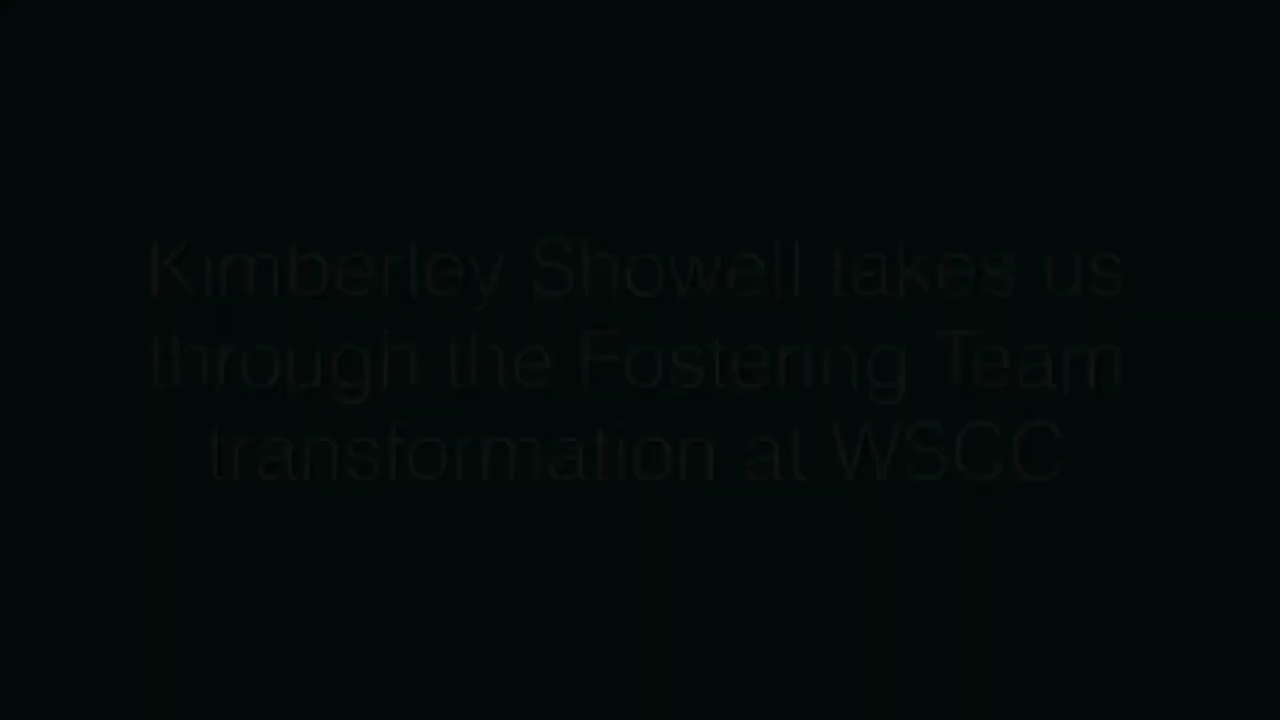 Kimberley Showell takes us
through the Fostering Team
transformation at WSCC